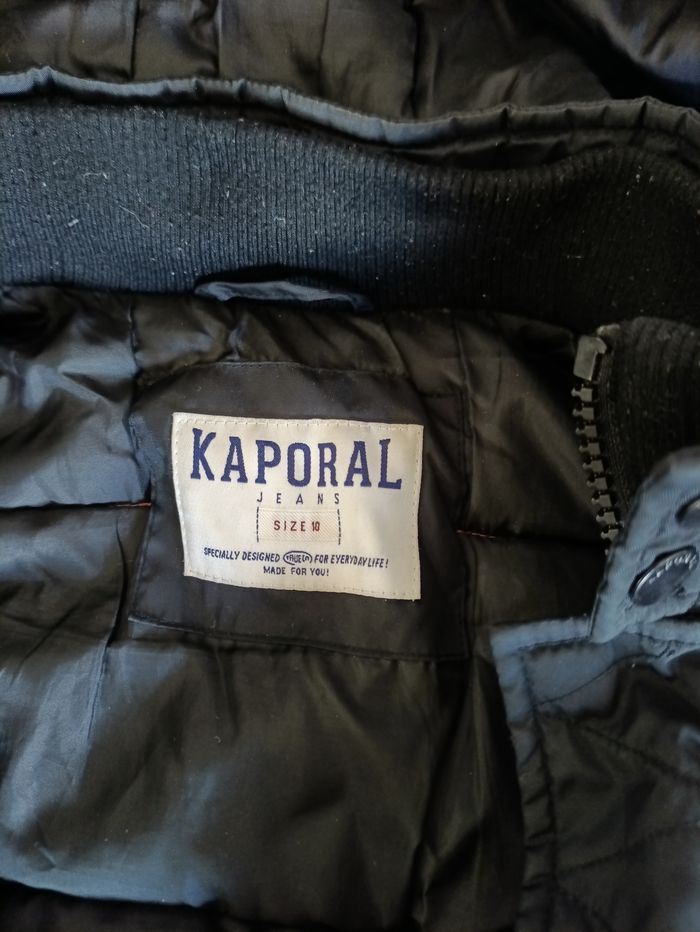 KAPORAL
JEANS
SIZE 10
SPECIALLY DESIGNED FOR EVERYDAY LIFE!
MADE FOR YOU!